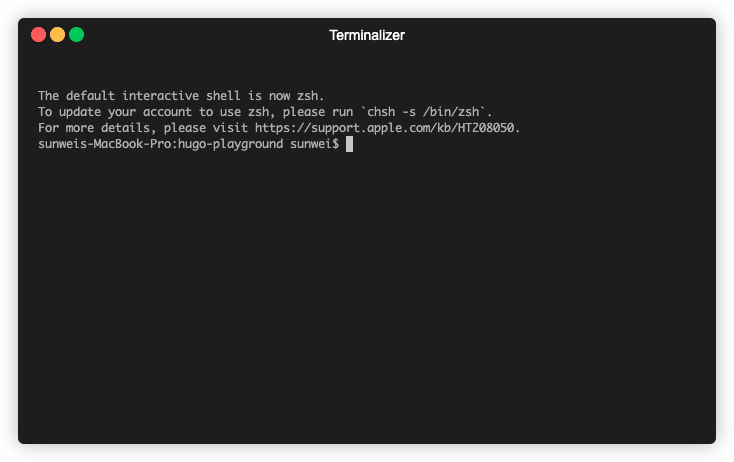 Terminalizer
The default interactive shell is now zsh.
To update your account to use zsh, please run `chsh -s /bin/zsh`.
For more details, please visit https://support.apple.com/kb/HT208050.
sunweis-MacBook-Pro:hugo-playground sunwei$